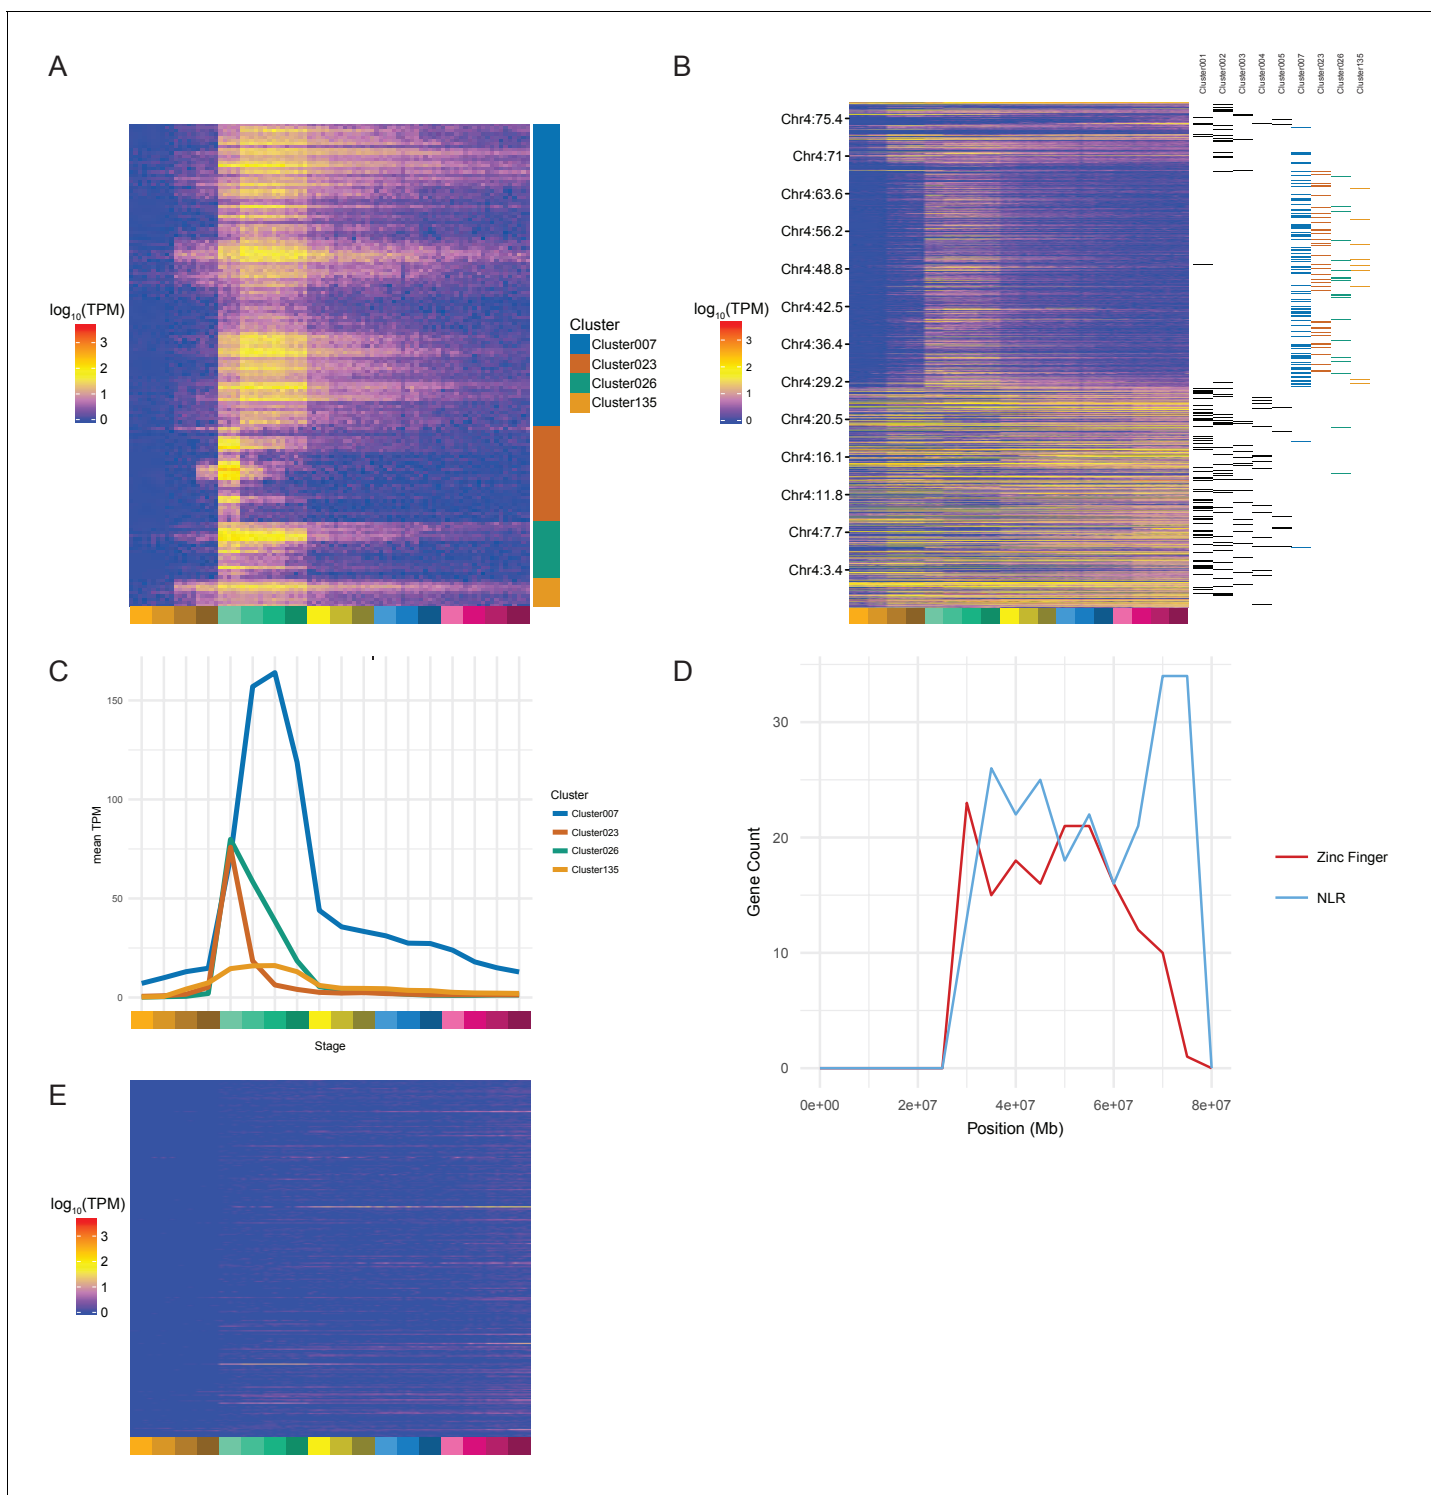 A
log10(TPM)
3
2
1
0
Cluster
Cluster007
Cluster023
Cluster026
Cluster135
B
Cluster001
Cluster002
Cluster003
Cluster004
Cluster005
Cluster007
Cluster023
Cluster026
Cluster135
Chr4:75.4
Chr4:71
Chr4:63.6
Chr4:56.2
Chr4:48.8
Chr4:42.5
Chr4:36.4
Chr4:29.2
Chr4:20.5
Chr4:16.1
Chr4:11.8
Chr4:7.7
Chr4:3.4
log10(TPM)
3
2
1
0
C
150
100
50
0
mean TPM
Stage
Cluster
Cluster007
Cluster023
Cluster026
Cluster135
D
30
20
10
0
Gene Count
0e+00
2e+07
4e+07
6e+07
8e+07
Position (Mb)
Zinc Finger
NLR
E
log10(TPM)
3
2
1
0